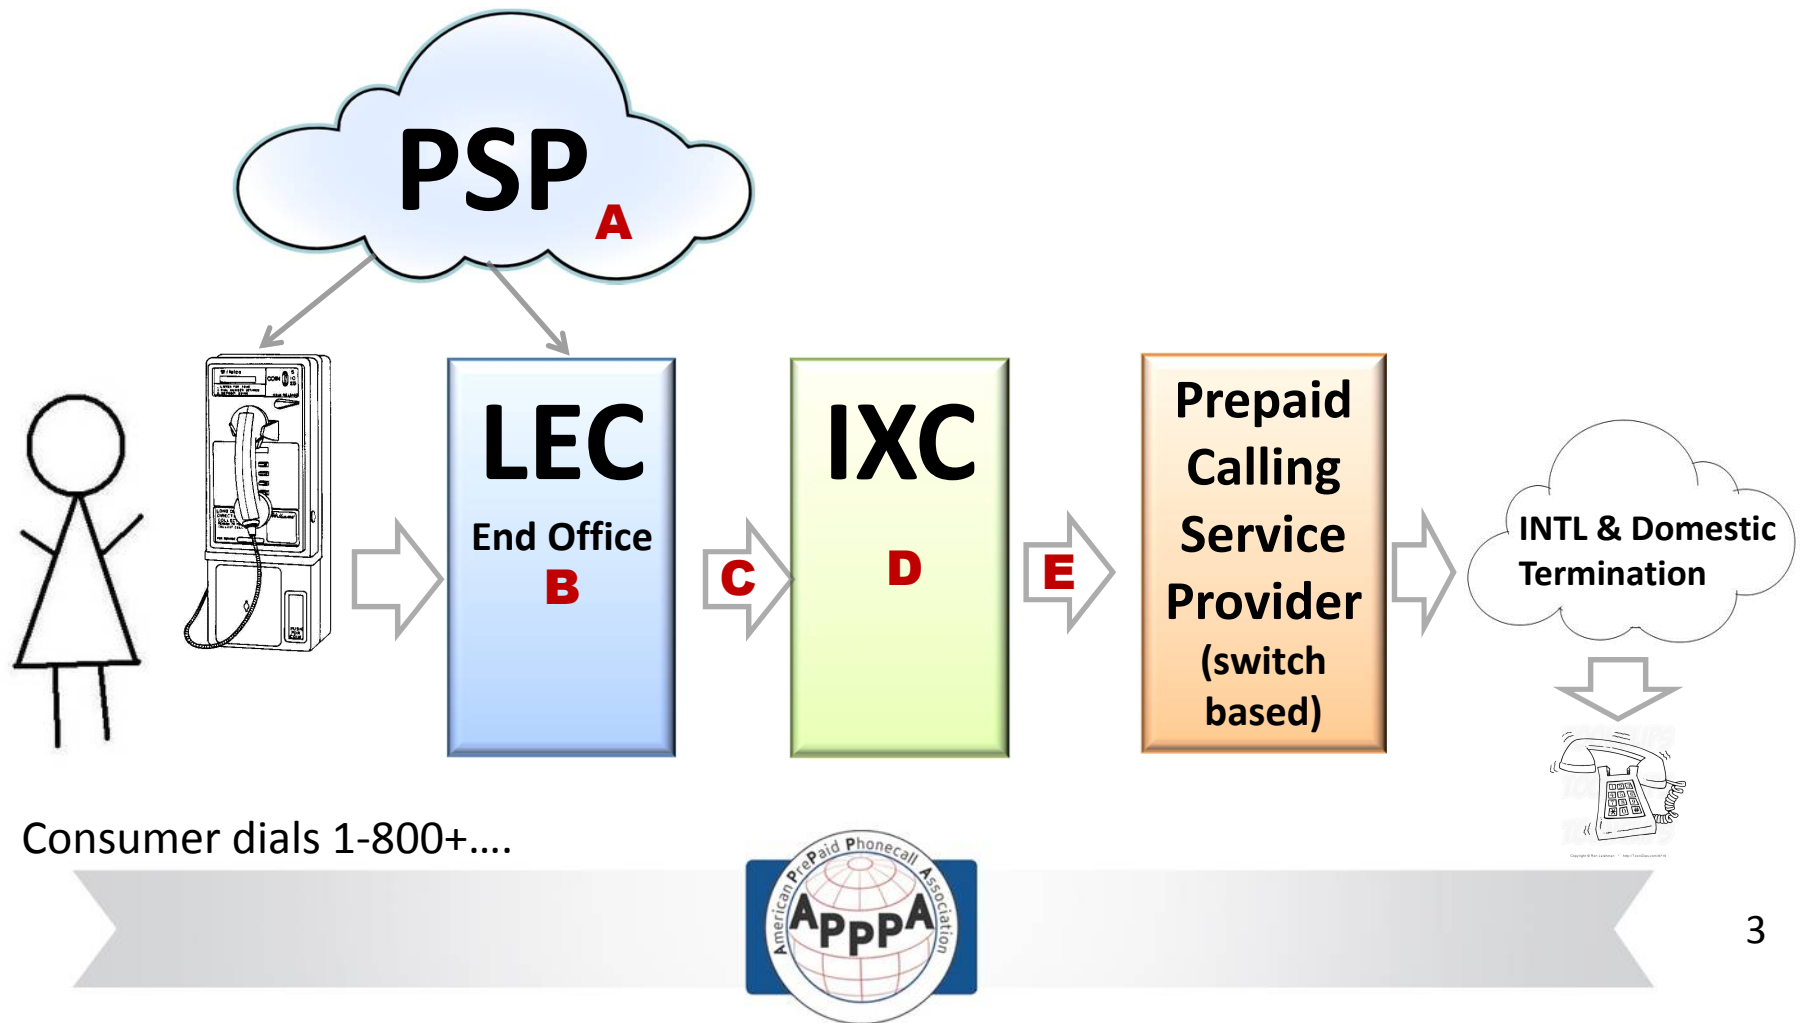 PSP
A
LEC
End Office
B
C
IXC
D
E
Prepaid
Calling
Service
Provider
(switch
based)
INTL & Domestic
Termination
COIN
Consumer dials 1-800+....
American PrePaid Phonecall Association
APPPA
3